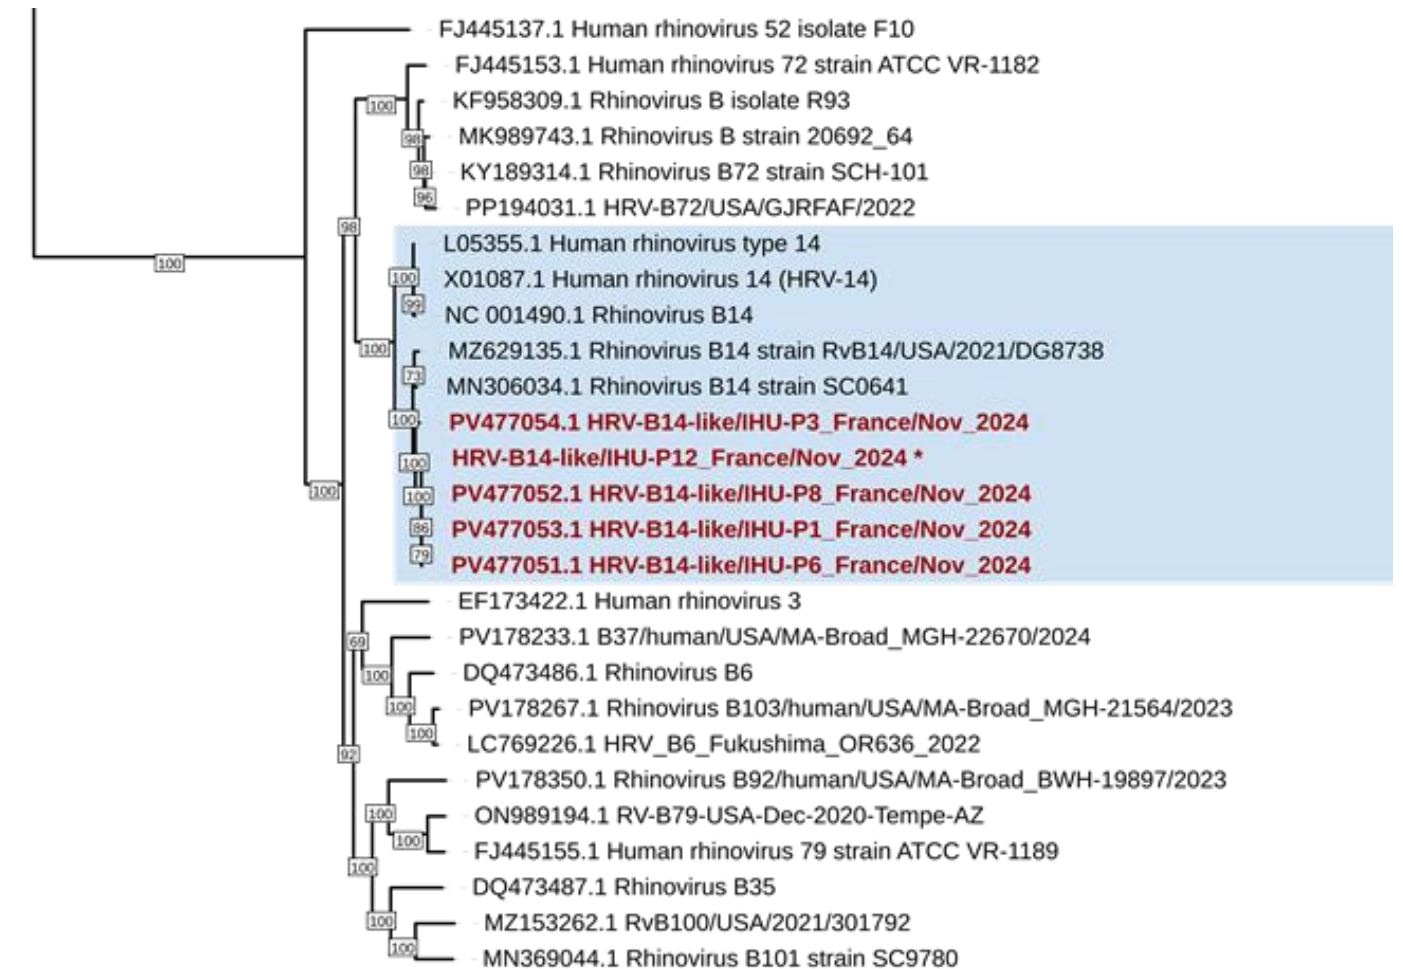 FJ445137.1 Human rhinovirus 52 isolate F10
FJ445153.1 Human rhinovirus 72 strain ATCC VR-1182
100
KF958309.1 Rhinovirus B isolate R93
98
MK989743.1 Rhinovirus B strain 20692_64
98
KY189314.1 Rhinovirus B72 strain SCH-101
96
PP194031.1 HRV-B72/USA/GJRFAF/2022
98
L05355.1 Human rhinovirus type 14
100
100
X01087.1 Human rhinovirus 14 (HRV-14)
99
NC 001490.1 Rhinovirus B14
100
MZ629135.1 Rhinovirus B14 strain RvB14/USA/2021/DG8738
73
MN306034.1 Rhinovirus B14 strain SC0641
100
PV477054.1 HRV-B14-like/IHU-P3_France/Nov_2024
100
HRV-B14-like/IHU-P12_France/Nov_2024 *
100
100
PV477052.1 HRV-B14-like/IHU-P8_France/Nov_2024
86
PV477053.1 HRV-B14-like/IHU-P1_France/Nov_2024
79
PV477051.1 HRV-B14-like/IHU-P6_France/Nov_2024
EF173422.1 Human rhinovirus 3
69
PV178233.1 B37/human/USA/MA-Broad_MGH-22670/2024
100
DQ473486.1 Rhinovirus B6
100
PV178267.1 Rhinovirus B103/human/USA/MA-Broad_MGH-21564/2023
100
LC769226.1 HRV_B6_Fukushima_OR636_2022
92
PV178350.1 Rhinovirus B92/human/USA/MA-Broad_BWH-19897/2023
100
ON989194.1 RV-B79-USA-Dec-2020-Tempe-AZ
100
FJ445155.1 Human rhinovirus 79 strain ATCC VR-1189
100
DQ473487.1 Rhinovirus B35
100
MZ153262.1 RvB100/USA/2021/301792
100
MN369044.1 Rhinovirus B101 strain SC9780